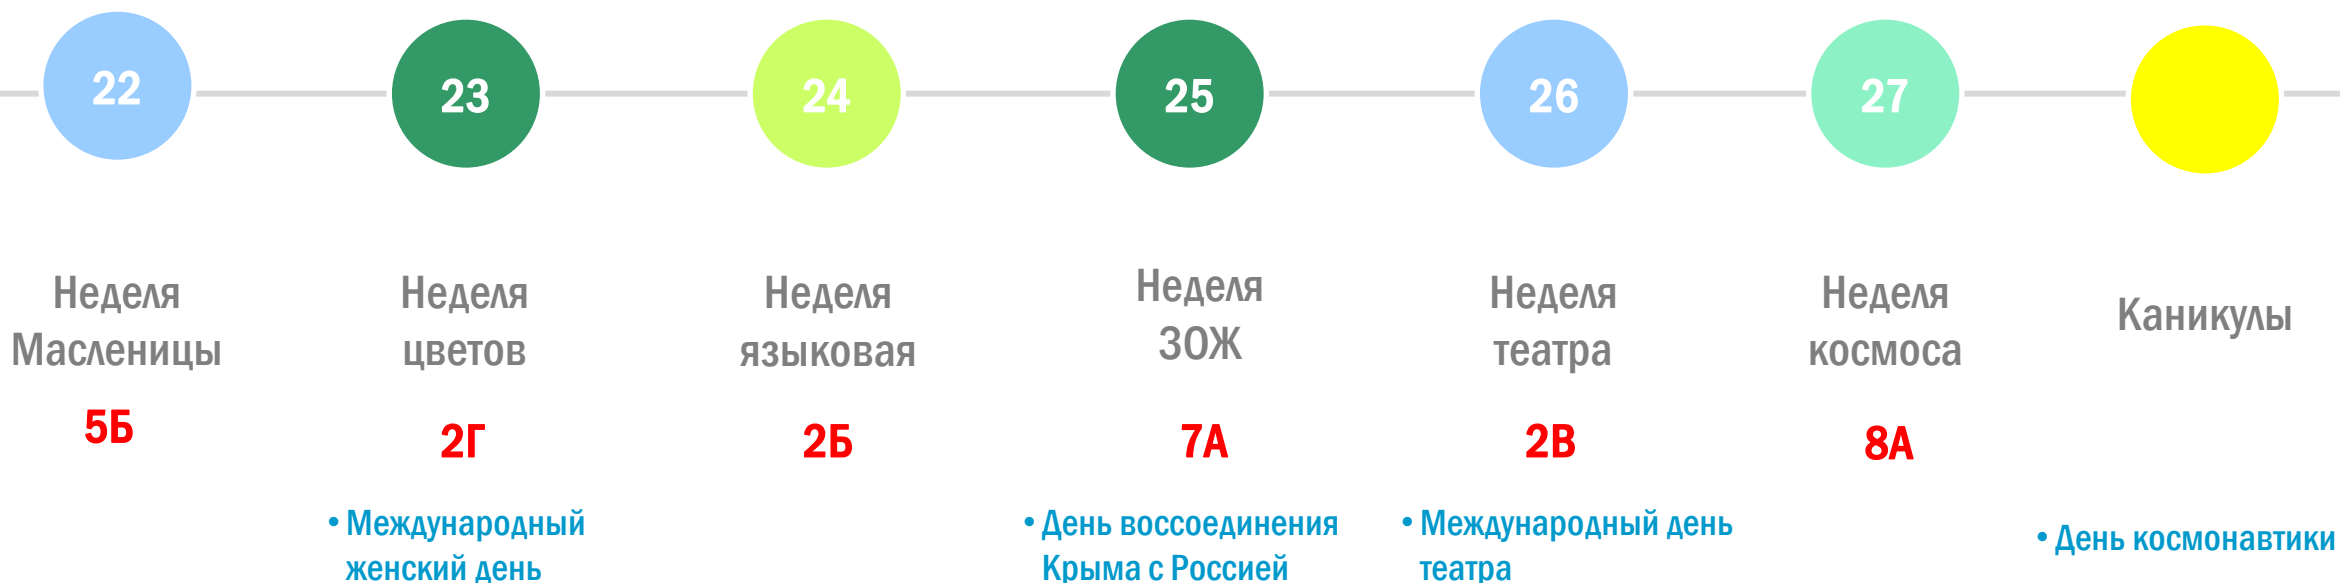 22
23
24
25
26
27
Неделя
Масленицы
5Б
Неделя
цветов
2Г
• Международный
женский день
Неделя
языковая
2Б
Неделя
ЗОЖ
7А
• День воссоединения
Крыма с Россией
Неделя
театра
2В
• Международный день
театра
Неделя
космоса
8А
Каникулы
• День космонавтики